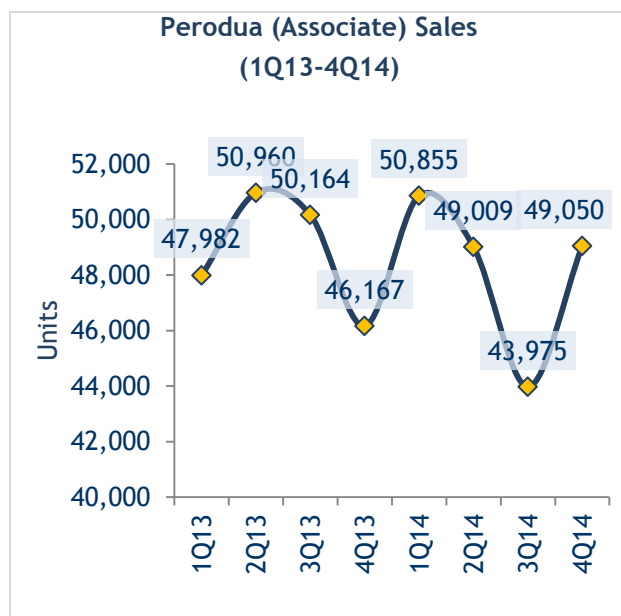 Perodua (Associate) Sales
(1Q13-4Q14)
52,000
50,000
48,000
46,000
44,000
42,000
40,000
Units
47,982
50,960
50,164
46,167
50,855
49,009
43,975
49,050
1Q13
2Q13
3Q13
4Q13
1Q14
2Q14
3Q14
4Q14